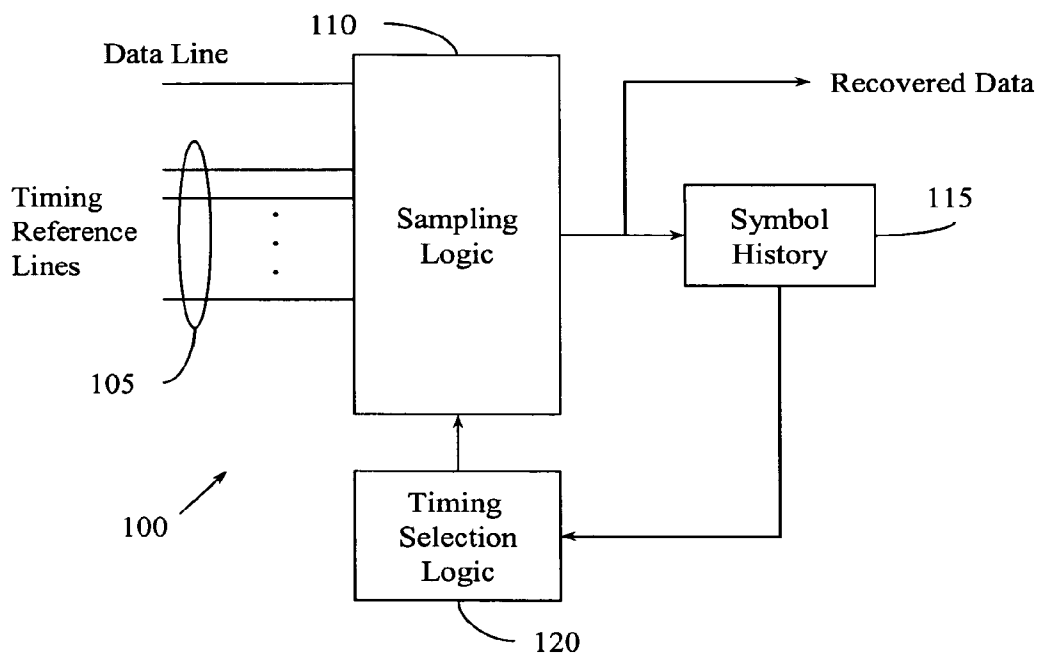 110
Data Line
Recovered Data
Timing
Reference
Lines
Sampling
Logic
Symbol
History
115
105
100
Timing
Selection
Logic
120